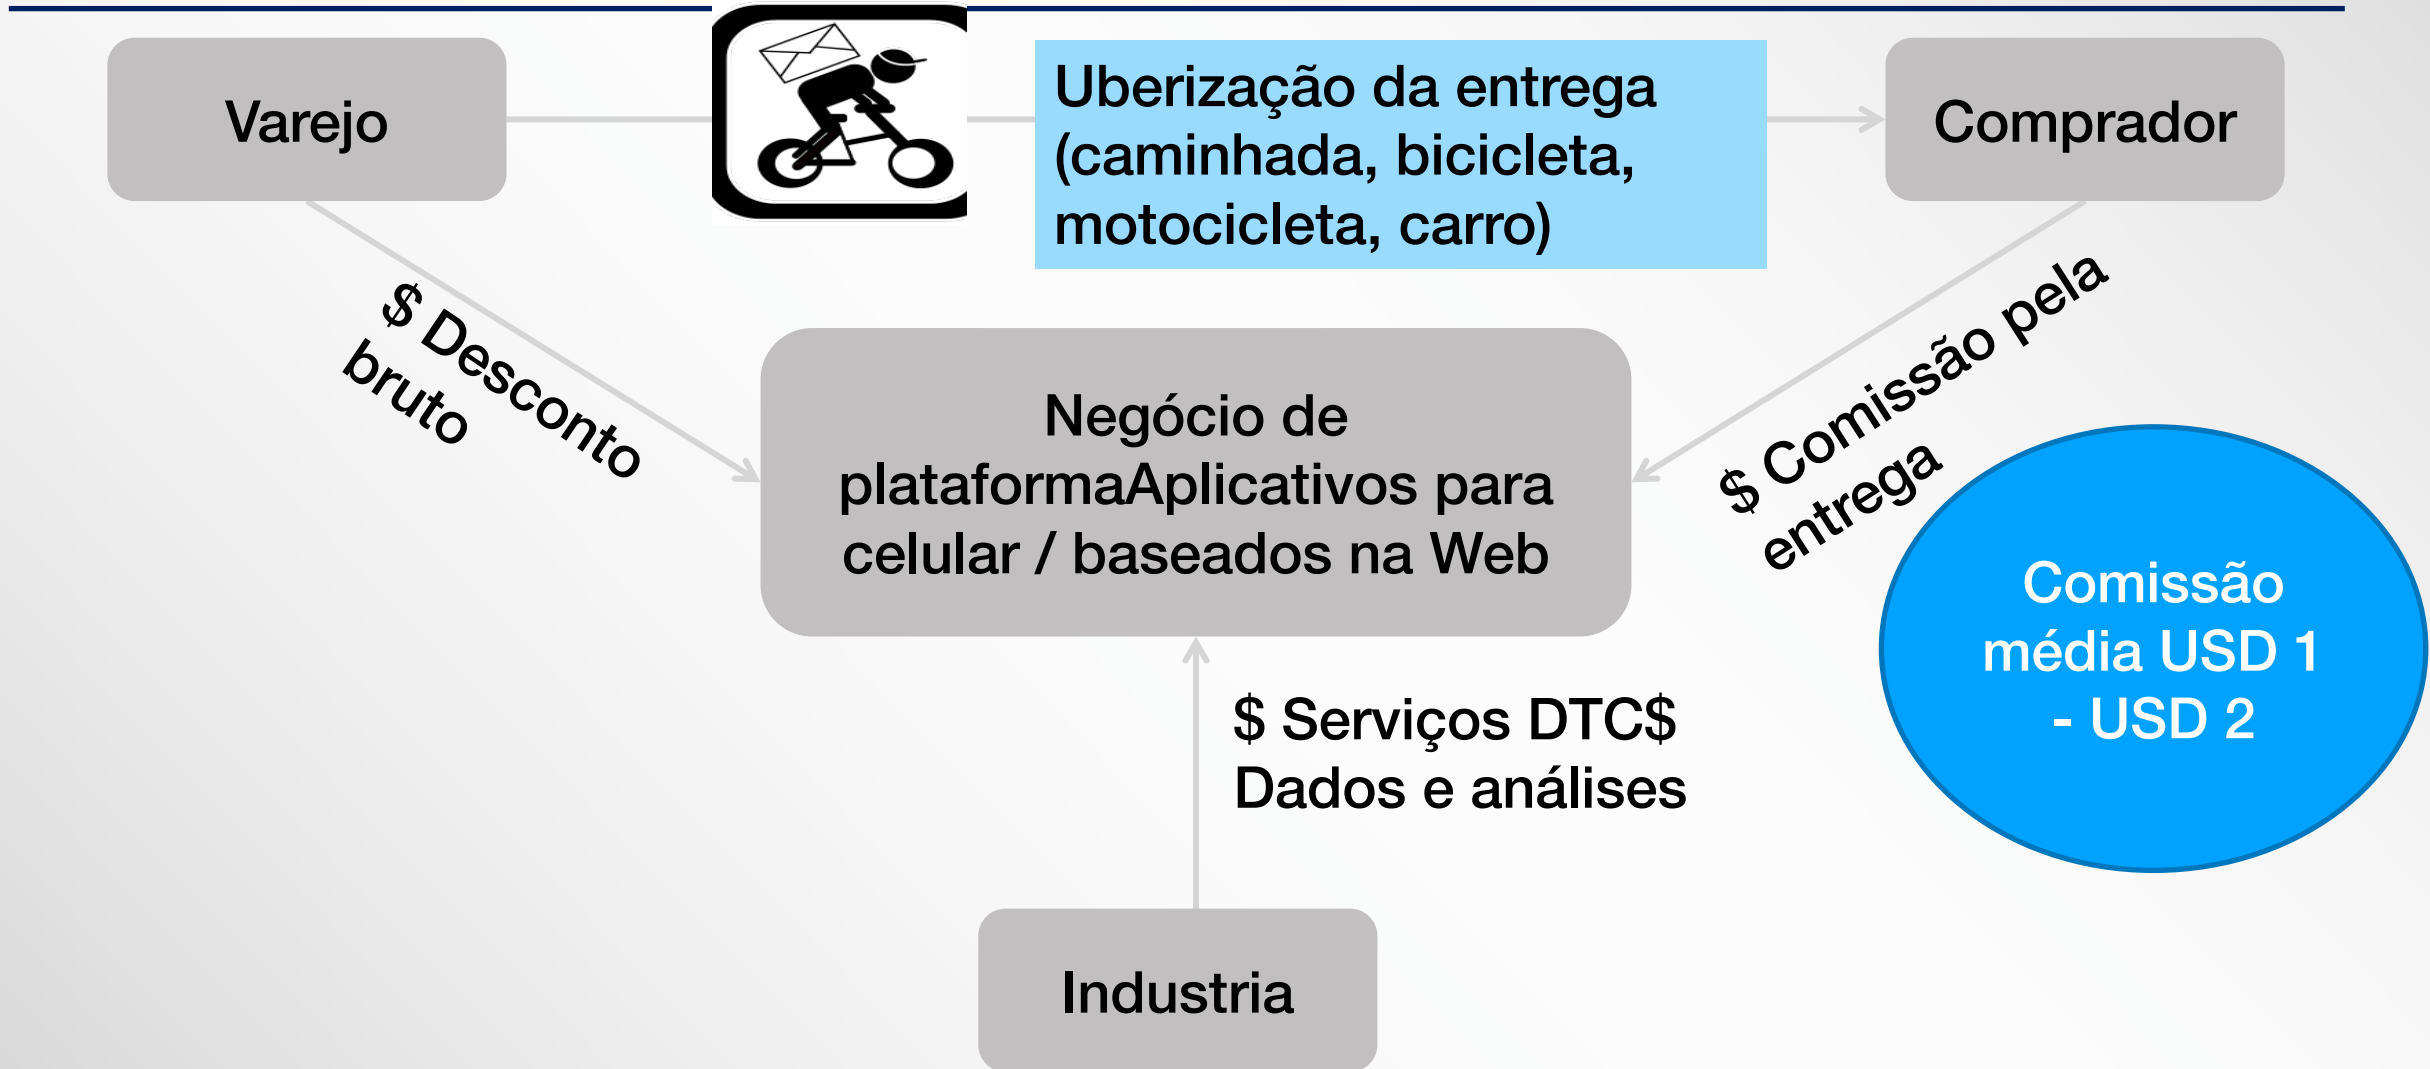 Varejo
Uberização da entrega
(caminhada, bicicleta,
motocicleta, carro)
Comprador
$ Desconto
bruto
Negócio de
plataformaAplicativos para
celular / baseados na Web
$ Comissão pela
entrega
Comissão
média USD 1
- USD 2
$ Serviços DTC$
Dados e análises
Industria